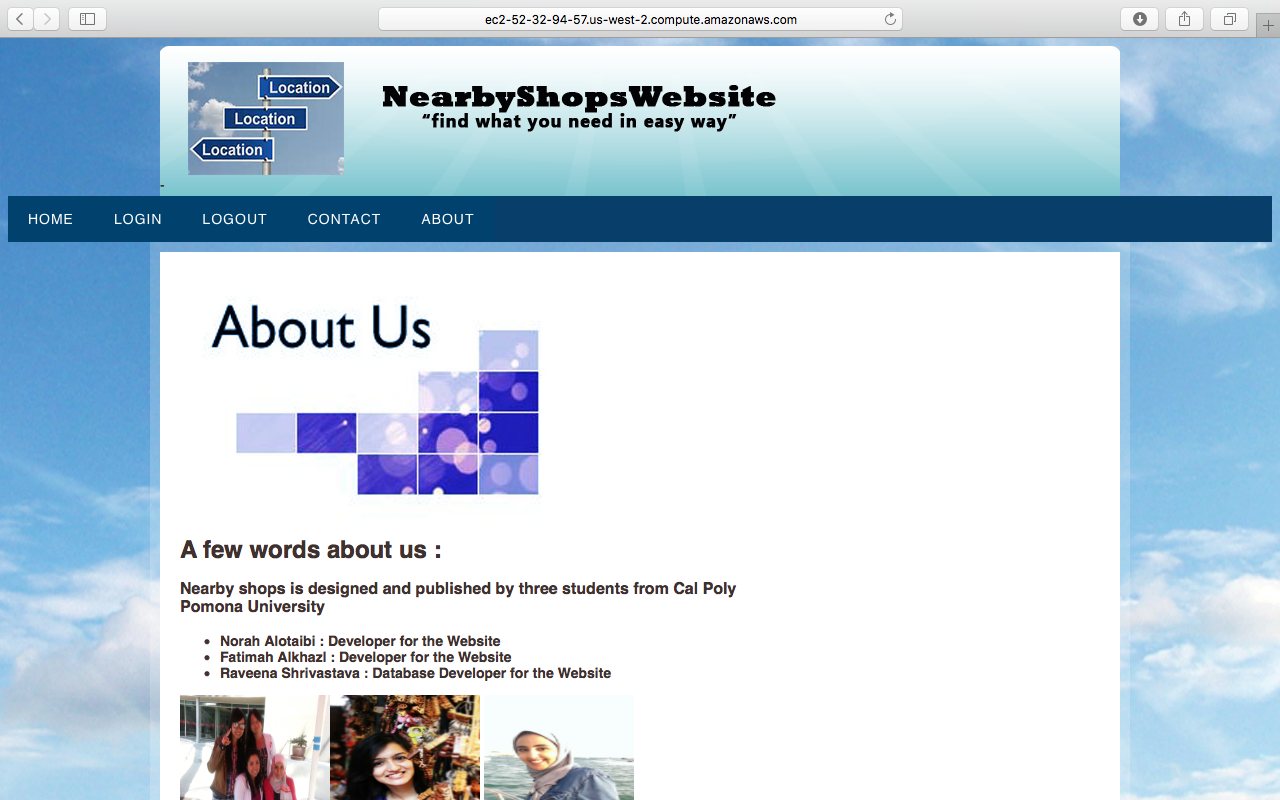 ec2-52-32-94-57.us-west-2.compute.amazonaws.com
Location
Location
Location
NearbyShopsWebsite
“find what you need in easy way”
-
HOME LOGIN LOGOUT CONTACT ABOUT
About Us
A few words about us :
Nearby shops is designed and published by three students from Cal Poly
Pomona University
• Norah Alotaibi : Developer for the Website
• Fatimah Alkhazl : Developer for the Website
• Raveena Shrivastava : Database Developer for the Website